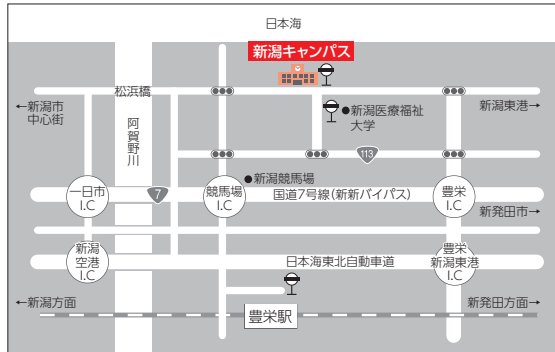 日本海
新潟キャンパス
松浜橋
←新潟市
中心街
新潟東港→
阿賀野川
●新潟医療福祉
大学
113
●新潟競馬場
一日市
I.C
7
競馬場
I.C
国道7号線(新新バイパス)
豊栄
I.C
新発田市→
新潟
空港
I.C
日本海東北自動車道
豊栄
新潟東港
I.C
←新潟方面
新発田方面→
豊栄駅